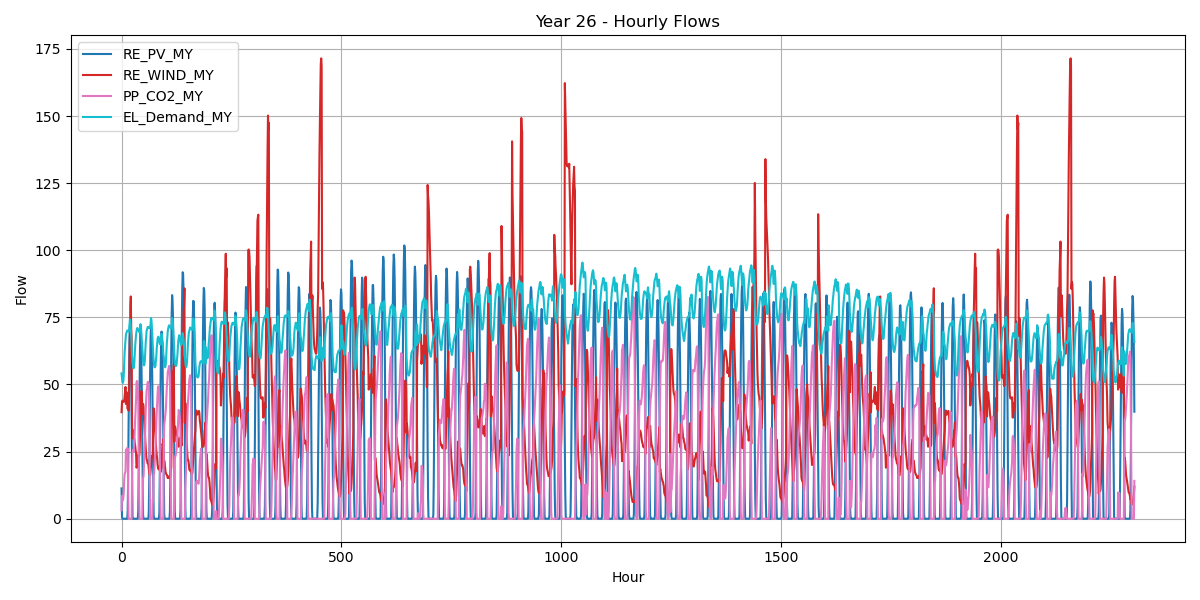 Year 26 - Hourly Flows
RE_PV_MY
RE_WIND_MY
PP_CO2_MY
EL_Demand_MY
Flow
175
150
125
100
75
50
25
0
0 500 1000 1500 2000
Hour